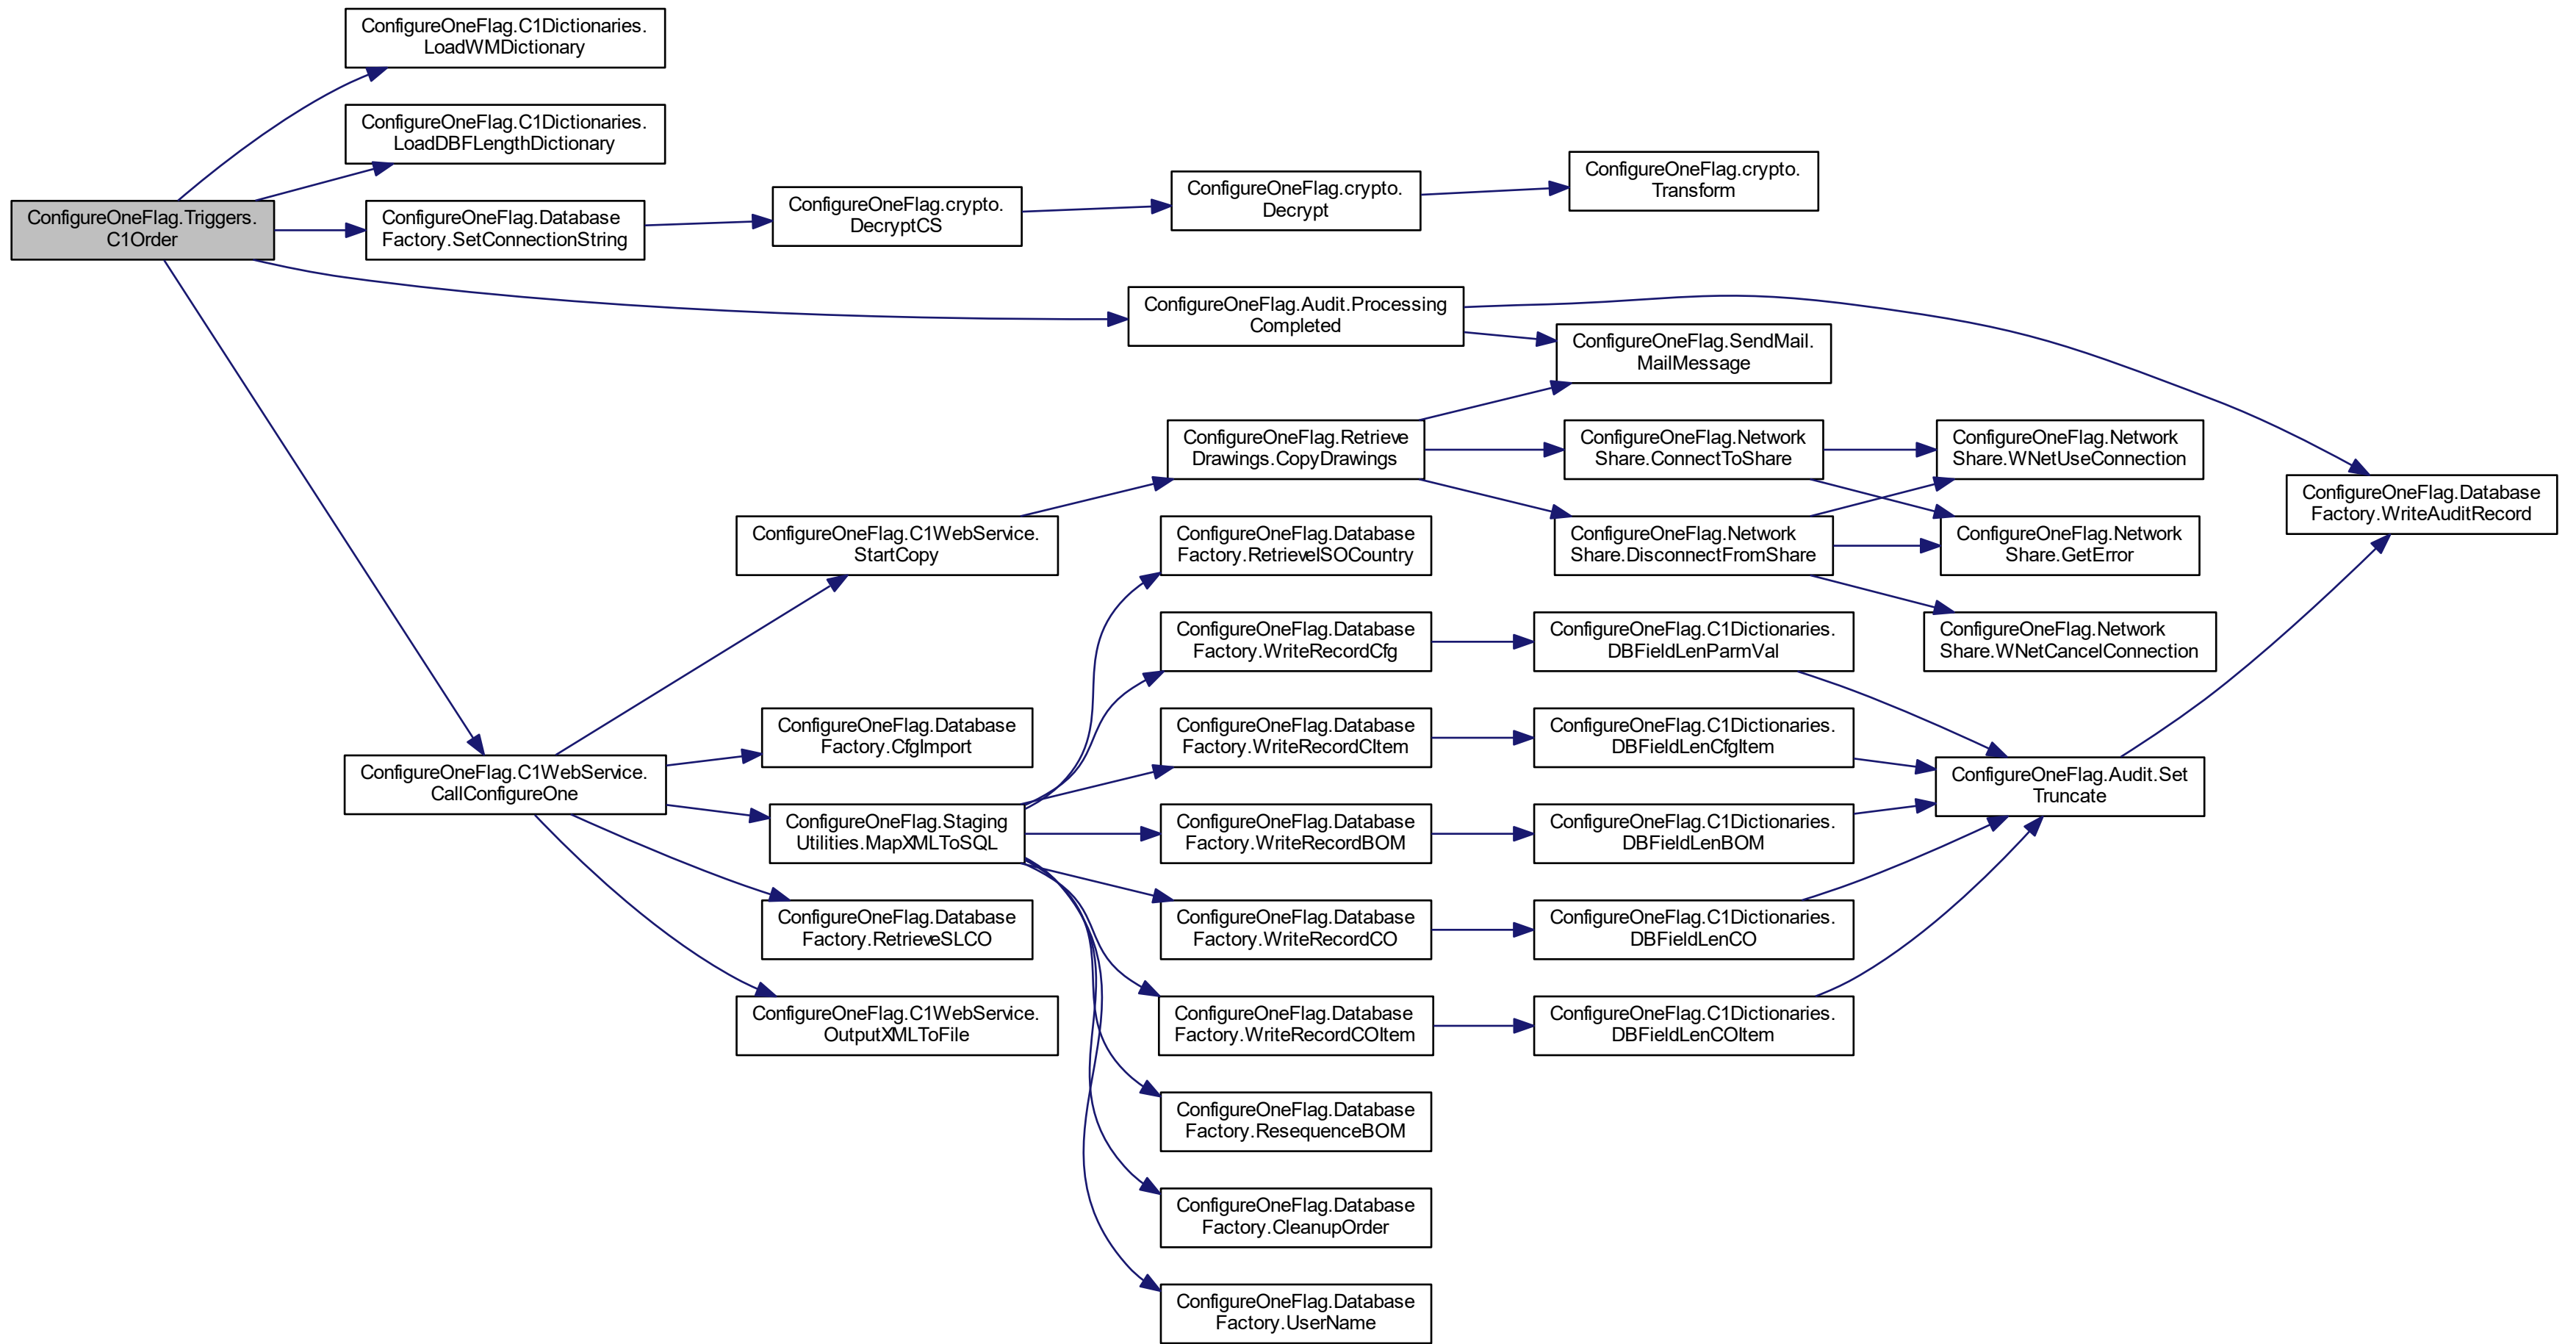 ConfigureOneFlag.C1Dictionaries.
LoadWMDictionary
ConfigureOneFlag.C1Dictionaries.
LoadDBFLengthDictionary
ConfigureOneFlag.Triggers.
C1Order
ConfigureOneFlag.Database
Factory.SetConnectionString
ConfigureOneFlag.crypto.
DecryptCS
ConfigureOneFlag.crypto.
Decrypt
ConfigureOneFlag.crypto.
Transform
ConfigureOneFlag.Audit.Processing
Completed
ConfigureOneFlag.SendMail.
MailMessage
ConfigureOneFlag.Retrieve
Drawings.CopyDrawings
ConfigureOneFlag.Network
Share.ConnectToShare
ConfigureOneFlag.Network
Share.WNetUseConnection
ConfigureOneFlag.Database
Factory.WriteAuditRecord
ConfigureOneFlag.C1WebService.
StartCopy
ConfigureOneFlag.Database
Factory.RetrieveISOCountry
ConfigureOneFlag.Network
Share.DisconnectFromShare
ConfigureOneFlag.Network
Share.GetError
ConfigureOneFlag.Database
Factory.WriteRecordCfg
ConfigureOneFlag.C1Dictionaries.
DBFieldLenParmVal
ConfigureOneFlag.Network
Share.WNetCancelConnection
ConfigureOneFlag.Database
Factory.CfgImport
ConfigureOneFlag.Database
Factory.WriteRecordCItem
ConfigureOneFlag.C1Dictionaries.
DBFieldLenCfgItem
ConfigureOneFlag.C1WebService.
CallConfigureOne
ConfigureOneFlag.Audit.Set
Truncate
ConfigureOneFlag.Staging
Utilities.MapXMLToSQL
ConfigureOneFlag.Database
Factory.WriteRecordBOM
ConfigureOneFlag.C1Dictionaries.
DBFieldLenBOM
ConfigureOneFlag.Database
Factory.RetrieveSLCO
ConfigureOneFlag.Database
Factory.WriteRecordCO
ConfigureOneFlag.C1Dictionaries.
DBFieldLenCO
ConfigureOneFlag.C1WebService.
OutputXMLToFile
ConfigureOneFlag.Database
Factory.WriteRecordCOItem
ConfigureOneFlag.C1Dictionaries.
DBFieldLenCOItem
ConfigureOneFlag.Database
Factory.ResequenceBOM
ConfigureOneFlag.Database
Factory.CleanupOrder
ConfigureOneFlag.Database
Factory.UserName